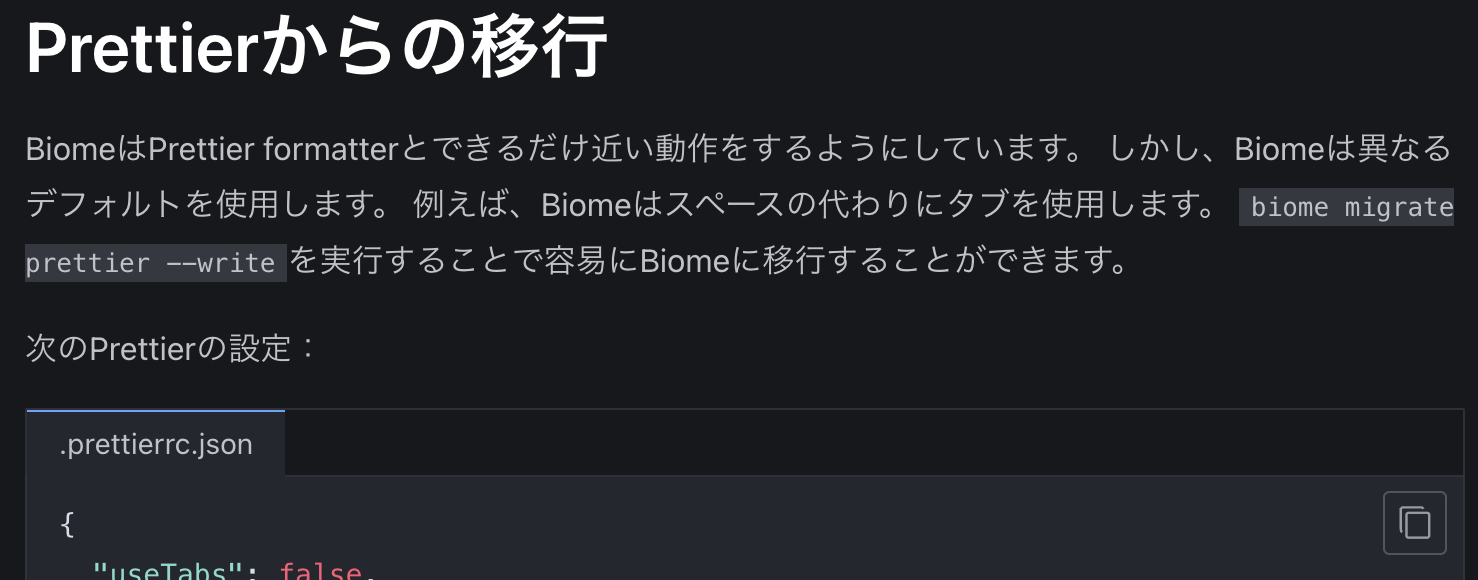 Prettierからの移行
BiomeはPrettier formatterとできるだけ近い動作をするようにしています。 しかし、Biomeは異なる
デフォルトを使用します。 例えば、Biomeはスペースの代わりにタブを使用します。 biome migrate
prettier --write を実行することで容易にBiomeに移行することができます。
次のPrettierの設定：
.prettierrc.json
{
"useTabs": false,